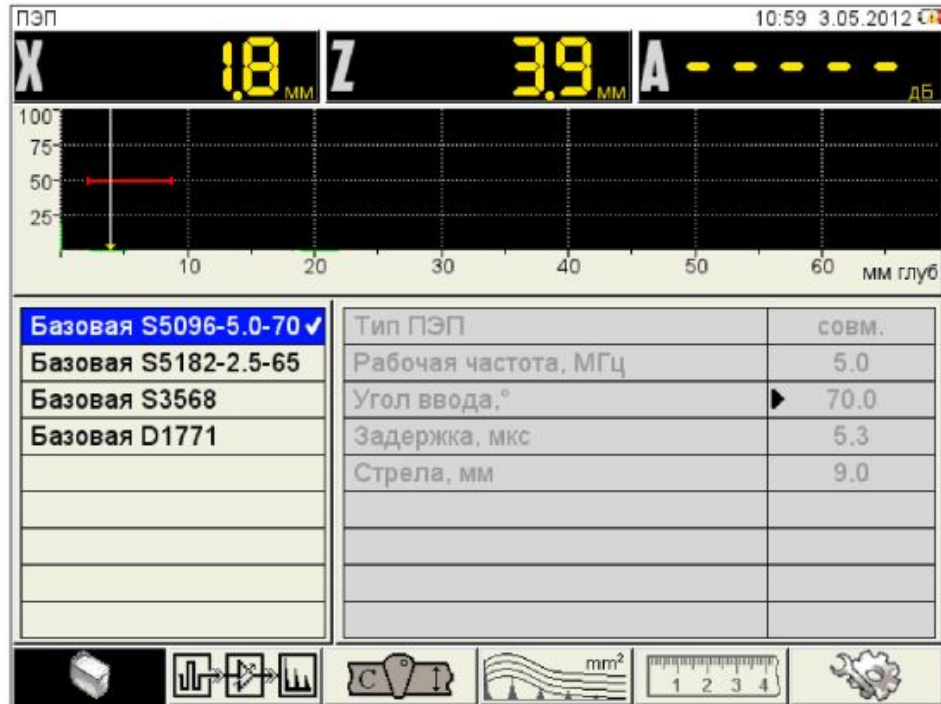 ПЭП 10:59 3.05.2012
X 1.8 мм Z 3.9 мм A - - - - - дБ
100
75
50
25
10 20 30 40 50 60 мм глуб
Базовая S5096-5.0-70 Тип ПЭП совм.
Базовая S5182-2.5-65 Рабочая частота, МГц 5.0
Базовая S3568 Угол ввода,° 70.0
Базовая D1771 Задержка, мкс 5.3
Стрела, мм 9.0
C mm² 1 2 3 4